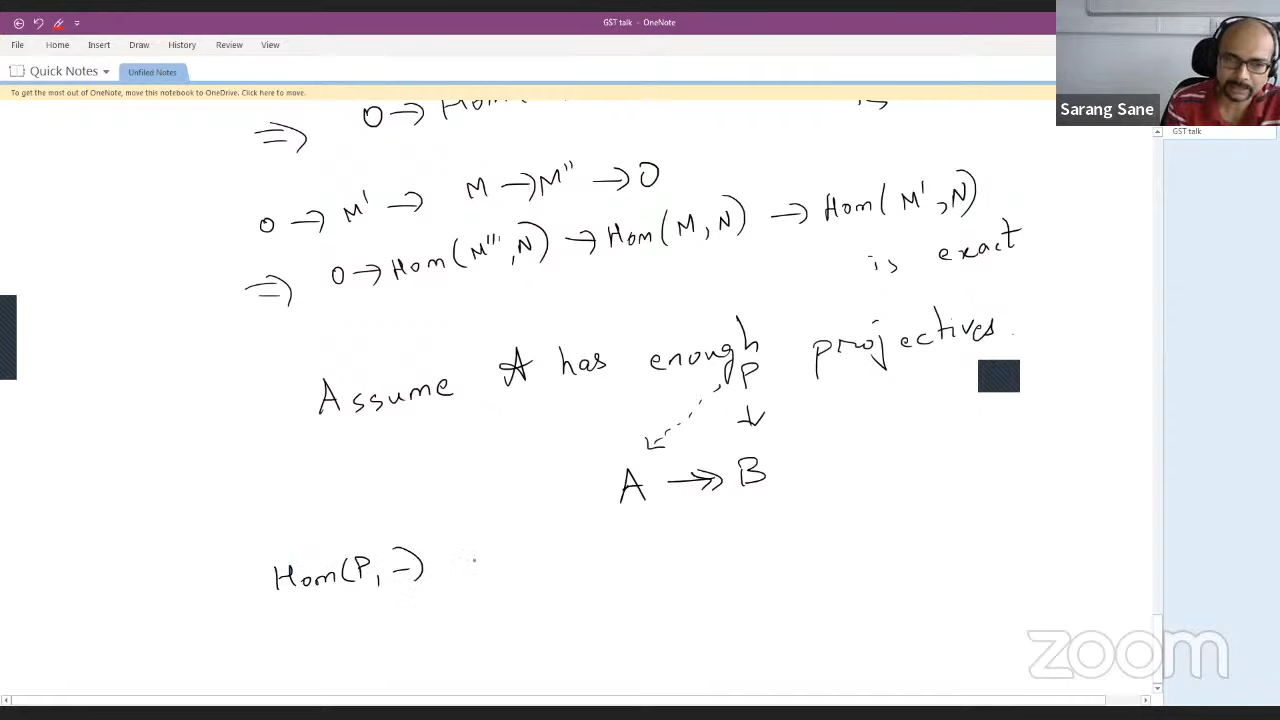 GST talk - OneNote
File Home Insert Draw History Review View
Quick Notes Unfiled Notes
To get the most out of OneNote, move this notebook to OneDrive. Click here to move.
Sarang Sane
GST talk
⇒ 0 → Hom(
0 → M' → M → M'' → 0
⇒ 0 → Hom(M'', N) → Hom(M, N) → Hom(M', N)
is exact
Assume A has enough projectives.
P
A ↠ B
Hom(P, -)
zoom